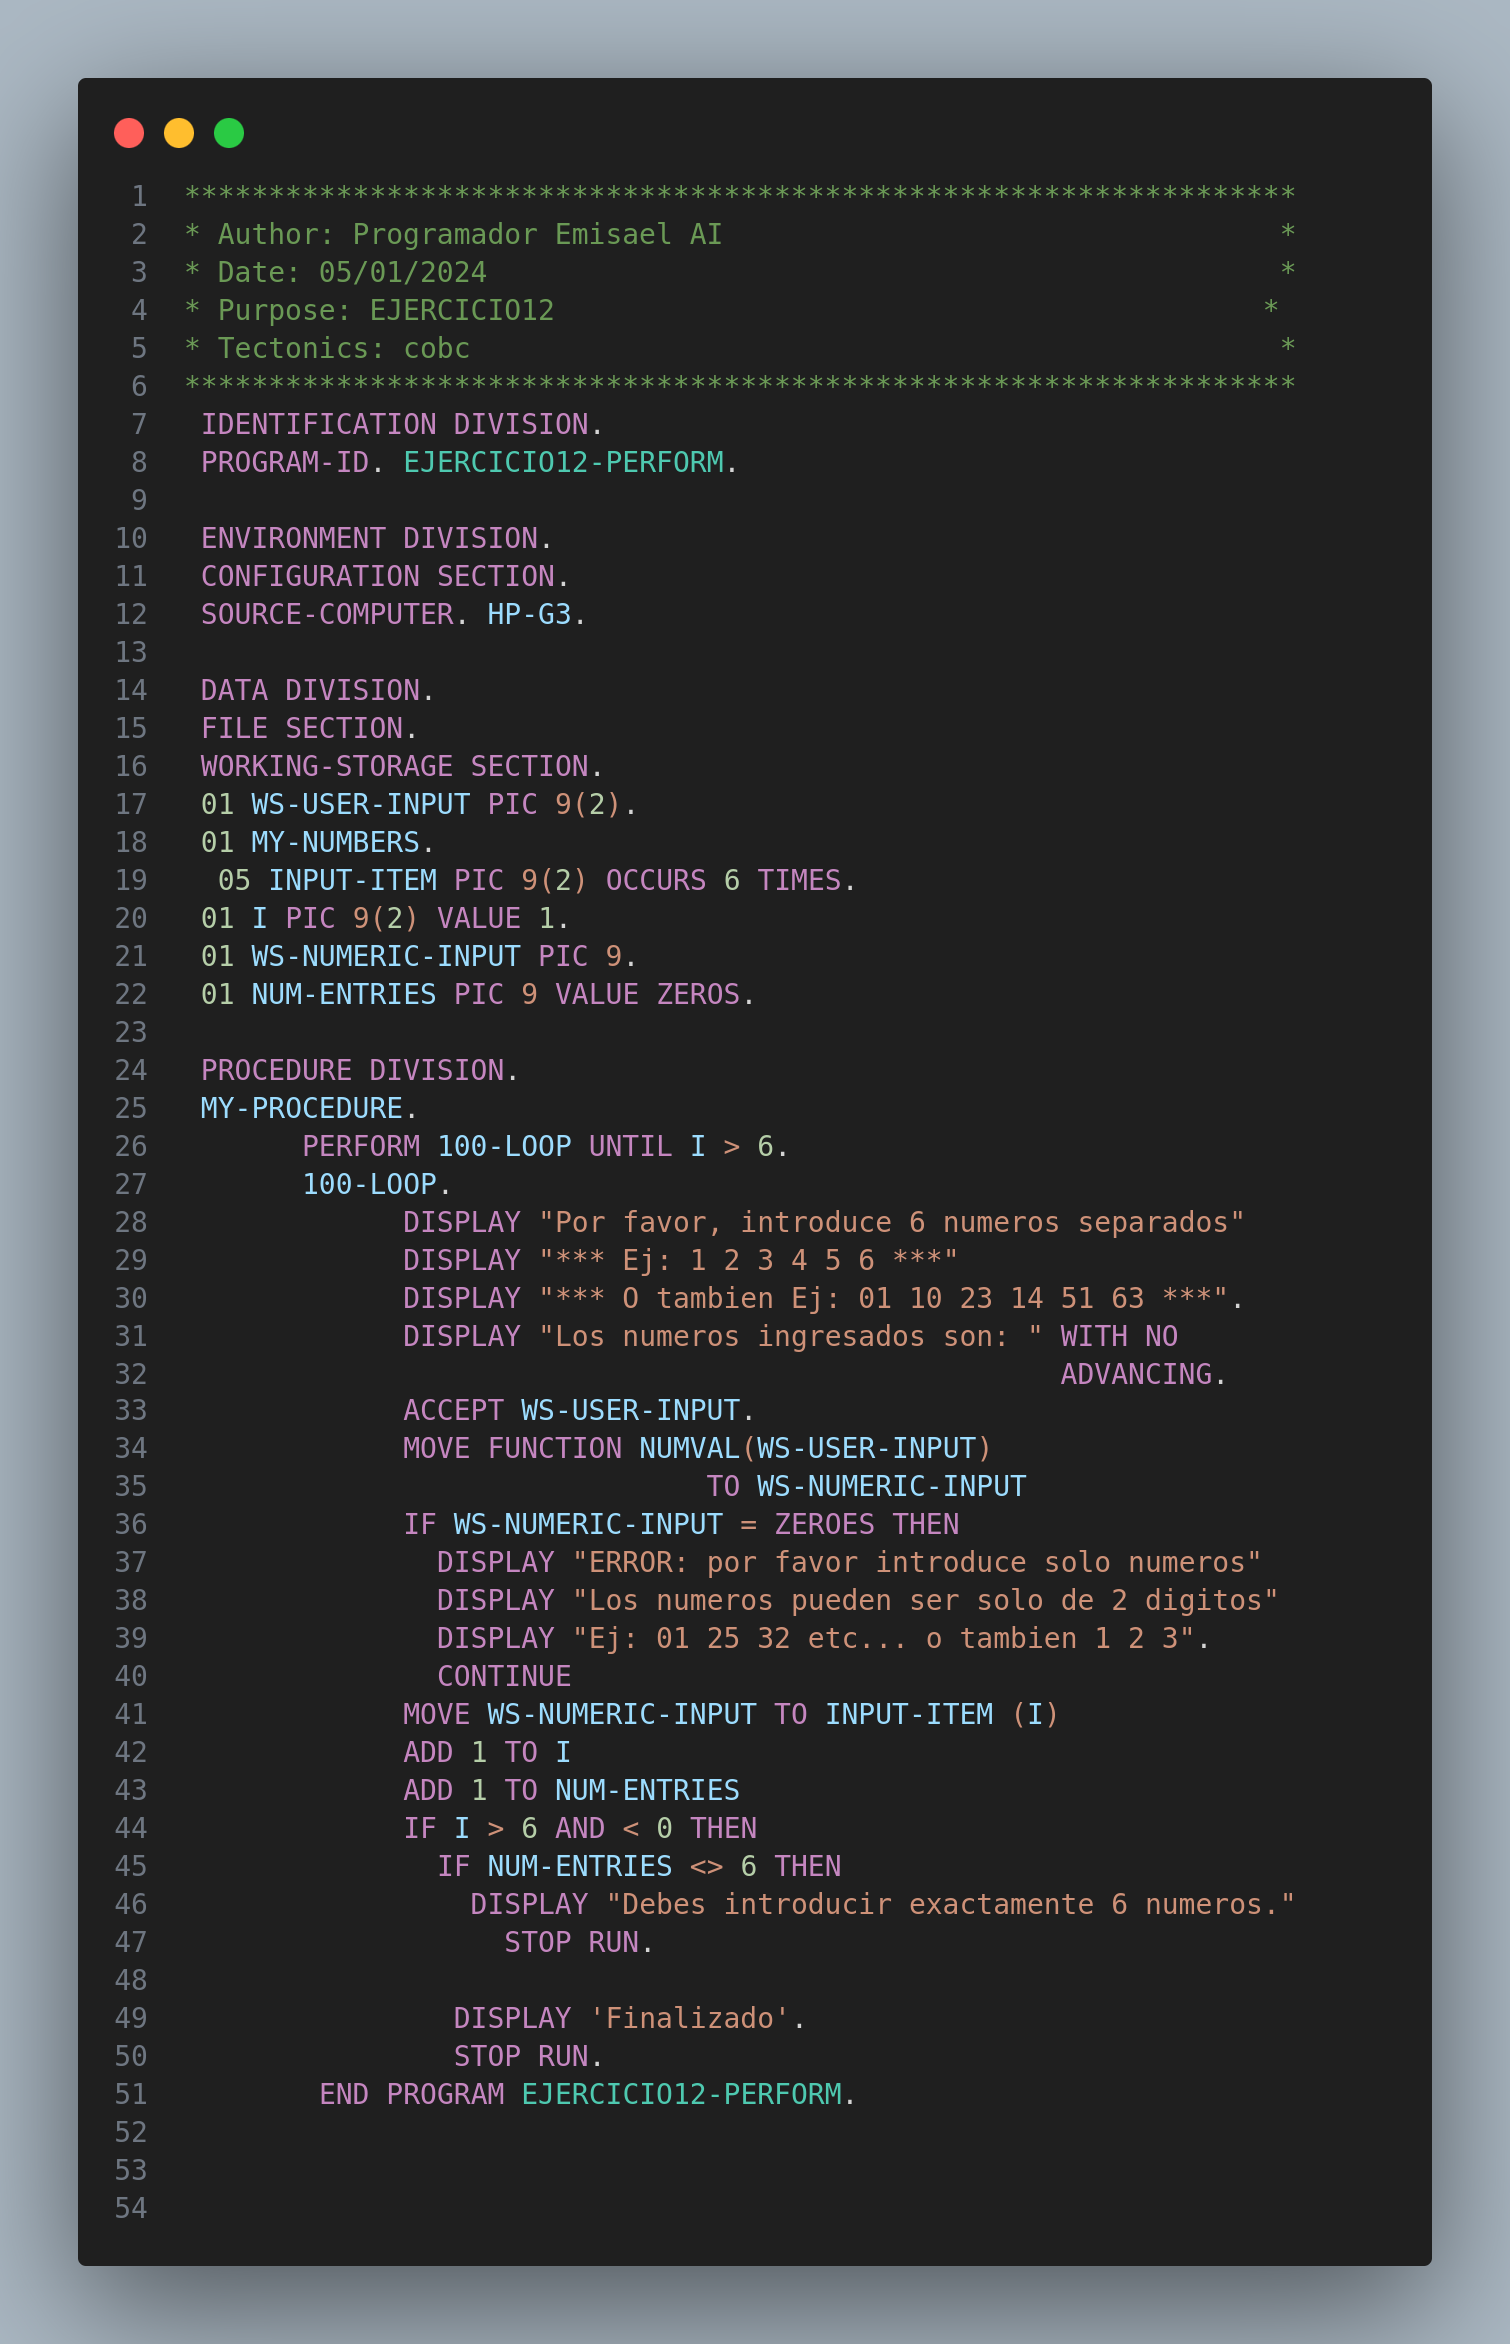 1 ******************************************************************
2 * Author: Programador Emisael AI                                 *
3 * Date: 05/01/2024                                               *
4 * Purpose: EJERCICIO12                                          *
5 * Tectonics: cobc                                                *
6 ******************************************************************
7  IDENTIFICATION DIVISION.
8  PROGRAM-ID. EJERCICIO12-PERFORM.
9
10  ENVIRONMENT DIVISION.
11  CONFIGURATION SECTION.
12  SOURCE-COMPUTER. HP-G3.
13
14  DATA DIVISION.
15  FILE SECTION.
16  WORKING-STORAGE SECTION.
17  01 WS-USER-INPUT PIC 9(2).
18  01 MY-NUMBERS.
19   05 INPUT-ITEM PIC 9(2) OCCURS 6 TIMES.
20  01 I PIC 9(2) VALUE 1.
21  01 WS-NUMERIC-INPUT PIC 9.
22  01 NUM-ENTRIES PIC 9 VALUE ZEROS.
23
24  PROCEDURE DIVISION.
25  MY-PROCEDURE.
26        PERFORM 100-LOOP UNTIL I > 6.
27        100-LOOP.
28              DISPLAY "Por favor, introduce 6 numeros separados"
29              DISPLAY "*** Ej: 1 2 3 4 5 6 ***"
30              DISPLAY "*** O tambien Ej: 01 10 23 14 51 63 ***".
31              DISPLAY "Los numeros ingresados son: " WITH NO
32                                                     ADVANCING.
33              ACCEPT WS-USER-INPUT.
34              MOVE FUNCTION NUMVAL(WS-USER-INPUT)
35                                TO WS-NUMERIC-INPUT
36              IF WS-NUMERIC-INPUT = ZEROES THEN
37                DISPLAY "ERROR: por favor introduce solo numeros"
38                DISPLAY "Los numeros pueden ser solo de 2 digitos"
39                DISPLAY "Ej: 01 25 32 etc... o tambien 1 2 3".
40                CONTINUE
41              MOVE WS-NUMERIC-INPUT TO INPUT-ITEM (I)
42              ADD 1 TO I
43              ADD 1 TO NUM-ENTRIES
44              IF I > 6 AND < 0 THEN
45                IF NUM-ENTRIES <> 6 THEN
46                  DISPLAY "Debes introducir exactamente 6 numeros."
47                    STOP RUN.
48
49                 DISPLAY 'Finalizado'.
50                 STOP RUN.
51         END PROGRAM EJERCICIO12-PERFORM.
52
53
54